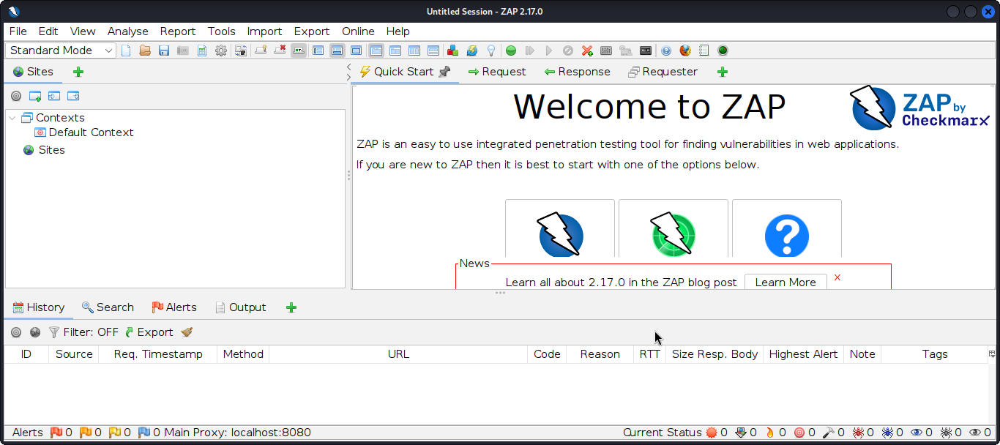 Untitled Session - ZAP 2.17.0
File Edit View Analyse Report Tools Import Export Online Help
Standard Mode
Sites
Quick Start Request Response Requester
Contexts
Default Context
Sites
Welcome to ZAP
ZAP by Checkmarx
ZAP is an easy to use integrated penetration testing tool for finding vulnerabilities in web applications.
If you are new to ZAP then it is best to start with one of the options below.
?
News
Learn all about 2.17.0 in the ZAP blog post Learn More X
History Search Alerts Output
Filter: OFF Export
ID Source Req. Timestamp Method URL Code Reason RTT Size Resp. Body Highest Alert Note Tags
Alerts 0 0 0 0 Main Proxy: localhost:8080 Current Status 0 0 0 0 0 0 0 0 0 0